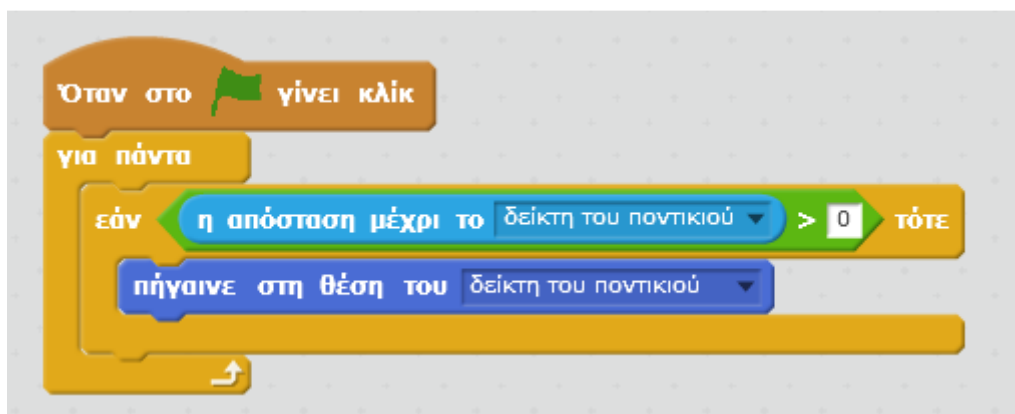 Όταν στο γίνει κλίκ
για πάντα
εάν η απόσταση μέχρι το δείκτη του ποντικιού > 0 τότε
πήγαινε στη θέση του δείκτη του ποντικιού